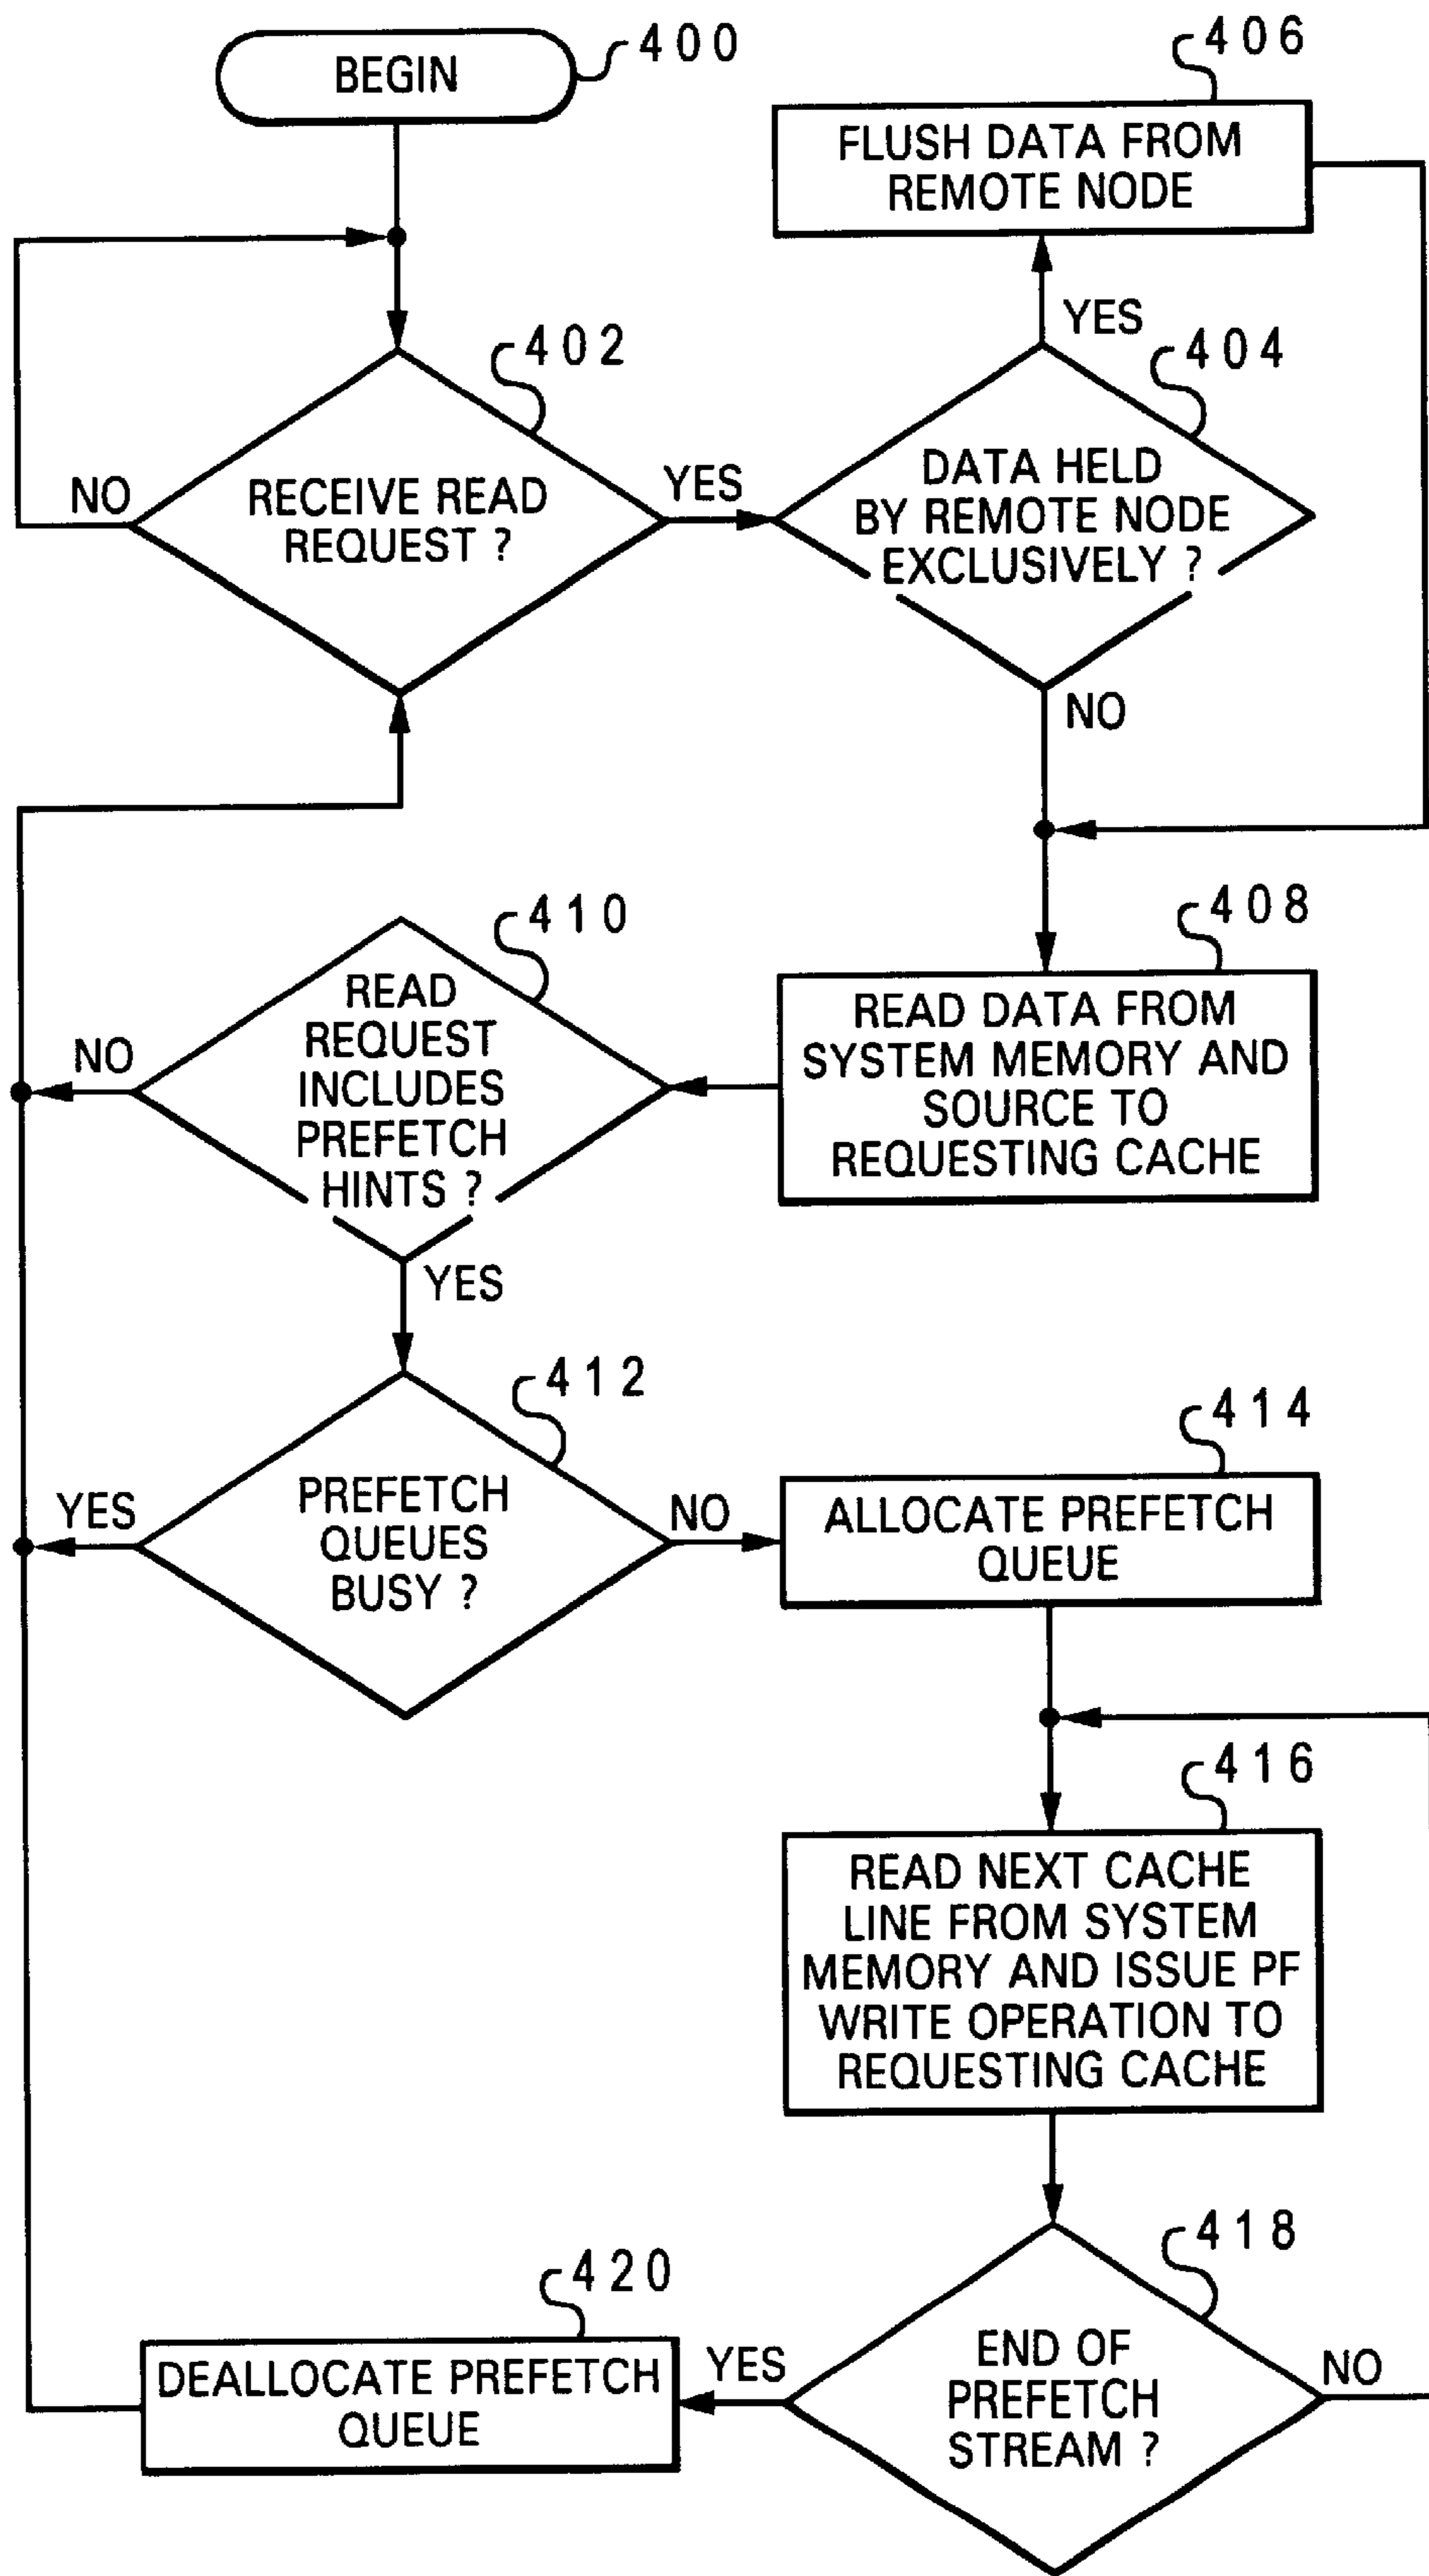 BEGIN
400
406
FLUSH DATA FROM
REMOTE NODE
YES
402
404
NO
RECEIVE READ
REQUEST ?
YES
DATA HELD
BY REMOTE NODE
EXCLUSIVELY ?
NO
410
408
READ
REQUEST
INCLUDES
PREFETCH
HINTS ?
NO
READ DATA FROM
SYSTEM MEMORY AND
SOURCE TO
REQUESTING CACHE
YES
412
414
YES
PREFETCH
QUEUES
BUSY ?
NO
ALLOCATE PREFETCH
QUEUE
416
READ NEXT CACHE
LINE FROM SYSTEM
MEMORY AND ISSUE PF
WRITE OPERATION TO
REQUESTING CACHE
418
420
DEALLOCATE PREFETCH
QUEUE
YES
END OF
PREFETCH
STREAM ?
NO